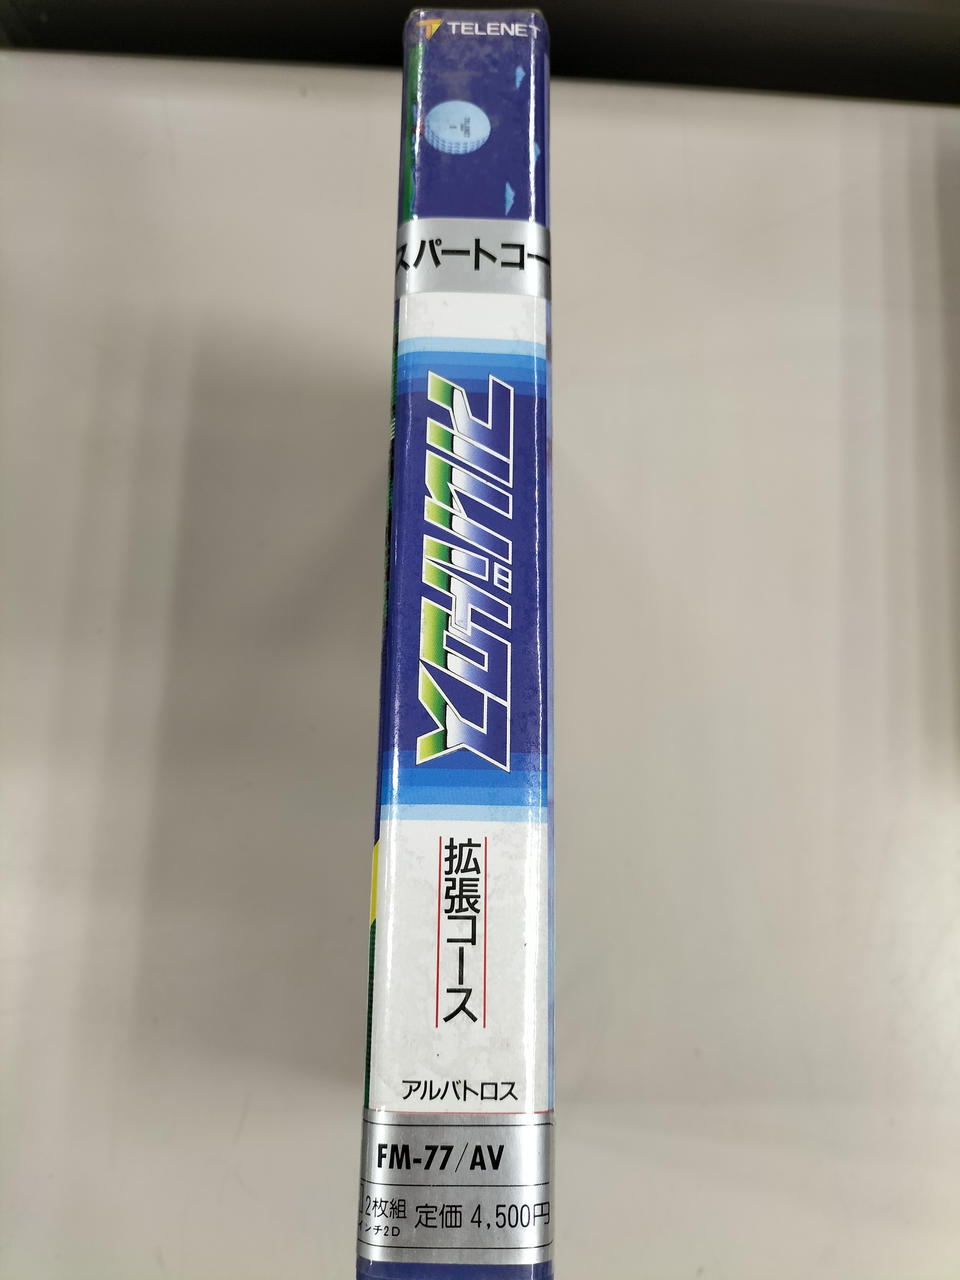 TELENET
スパートコー
アルバトロス
拡張コース
アルバトロス
FM-77/AV
2枚組
インチ2D
定価 4,500円